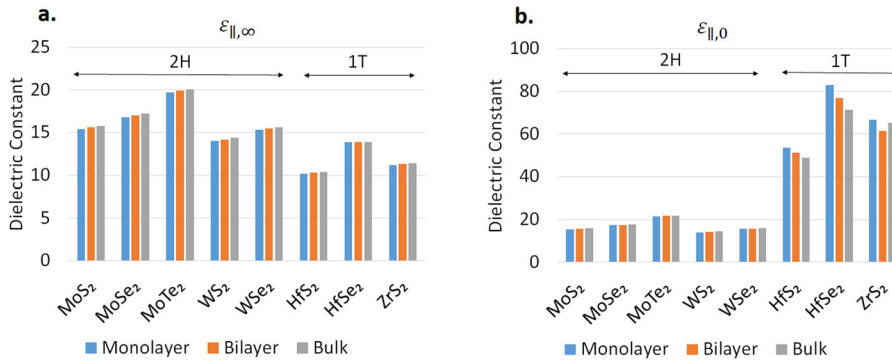 a.
ε∥,∞
25
20
15
10
5
0
Dielectric Constant
2H
1T
MoS₂
MoSe₂
MoTe₂
WS₂
WSe₂
HfS₂
HfSe₂
ZrS₂
Monolayer Bilayer Bulk
b.
ε∥,0
100
80
60
40
20
0
Dielectric Constant
2H
1T
MoS₂
MoSe₂
MoTe₂
WS₂
WSe₂
HfS₂
HfSe₂
ZrS₂
Monolayer Bilayer Bulk